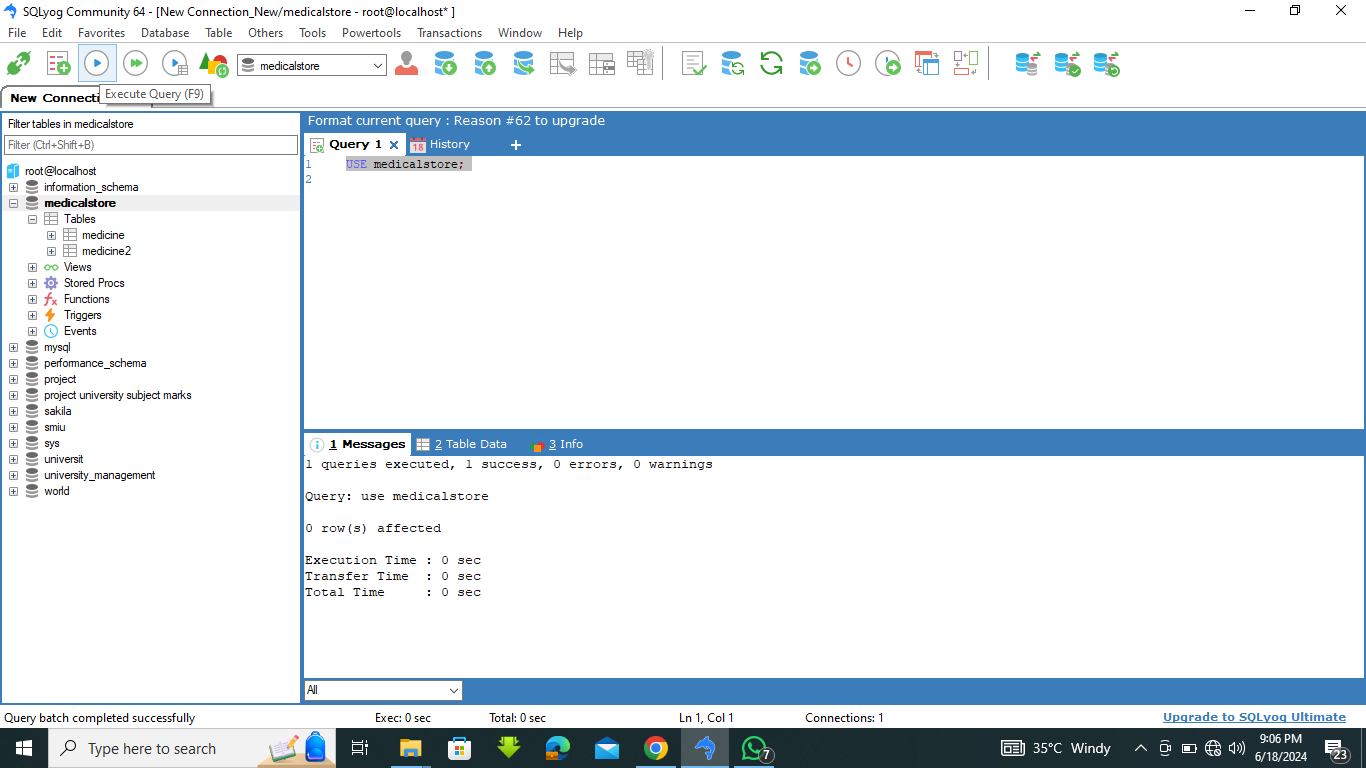 SQLyog Community 64 - [New Connection_New/medicalstore - root@localhost* ]
File Edit Favorites Database Table Others Tools Powertools Transactions Window Help
medicalstore
New Connecti
Execute Query (F9)
Filter tables in medicalstore
Filter (Ctrl+Shift+B)
root@localhost
information_schema
medicalstore
Tables
medicine
medicine2
Views
Stored Procs
Functions
Triggers
Events
mysql
performance_schema
project
project university subject marks
sakila
smiu
sys
universit
university_management
world
Format current query : Reason #62 to upgrade
Query 1 18 History
1 USE medicalstore;
2
1 Messages 2 Table Data 3 Info
1 queries executed, 1 success, 0 errors, 0 warnings
Query: use medicalstore
0 row(s) affected
Execution Time : 0 sec
Transfer Time : 0 sec
Total Time : 0 sec
All
Query batch completed successfully Exec: 0 sec Total: 0 sec Ln 1, Col 1 Connections: 1 Upgrade to SQLyog Ultimate
Type here to search 7 35°C Windy 9:06 PM
6/18/2024 23